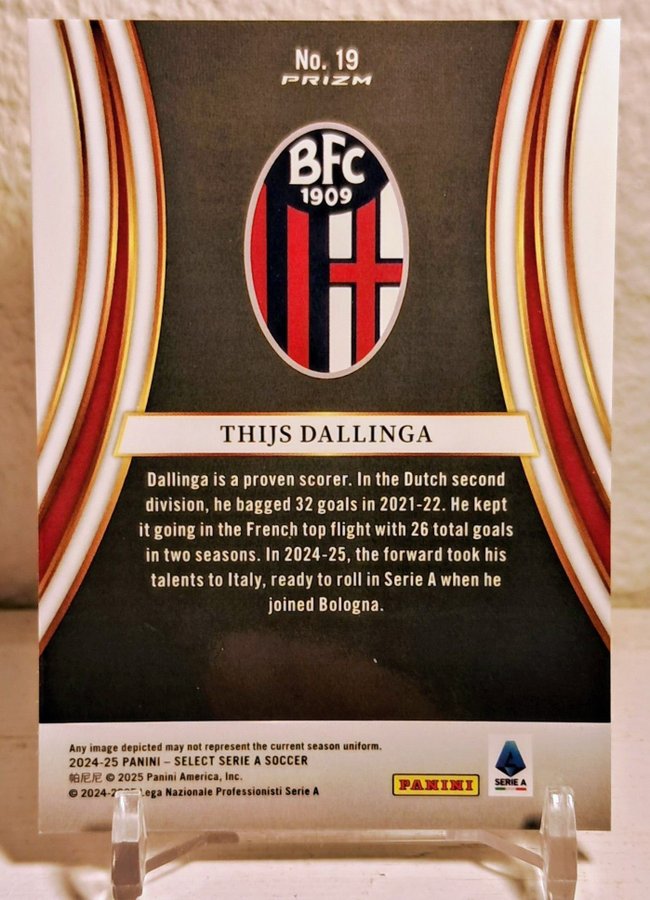 No. 19
PRIZM
BFC
1909
THIJS DALLINGA
Dallinga is a proven scorer. In the Dutch second
division, he bagged 32 goals in 2021-22. He kept
it going in the French top flight with 26 total goals
in two seasons. In 2024-25, the forward took his
talents to Italy, ready to roll in Serie A when he
joined Bologna.
Any image depicted may not represent the current season uniform.
2024-25 PANINI – SELECT SERIE A SOCCER
帕尼尼 © 2025 Panini America, Inc.
© 2024- Lega Nazionale Professionisti Serie A
PANINI
SERIE A